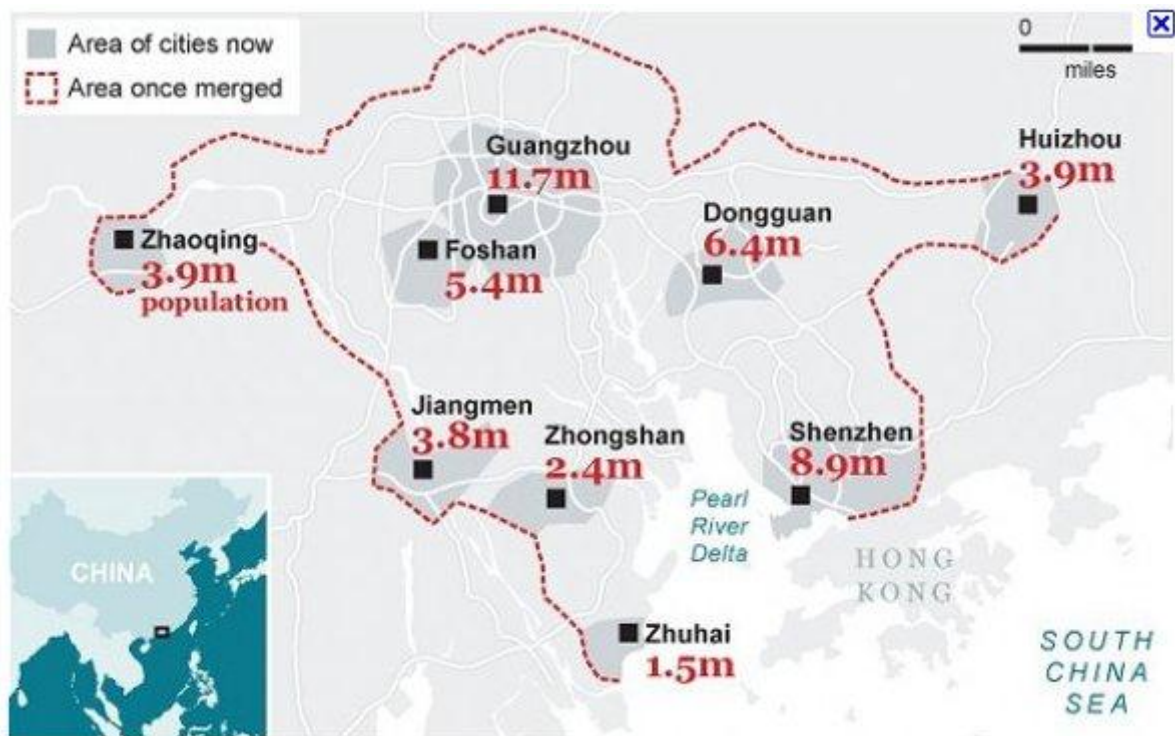 Area of cities now
Area once merged
0
miles
Guangzhou
11.7m
Huizhou
3.9m
Dongguan
6.4m
Zhaoqing
3.9m
population
Foshan
5.4m
Jiangmen
3.8m
Zhongshan
2.4m
Shenzhen
8.9m
Pearl
River
Delta
HONG
KONG
CHINA
Zhuhai
1.5m
SOUTH
CHINA
SEA